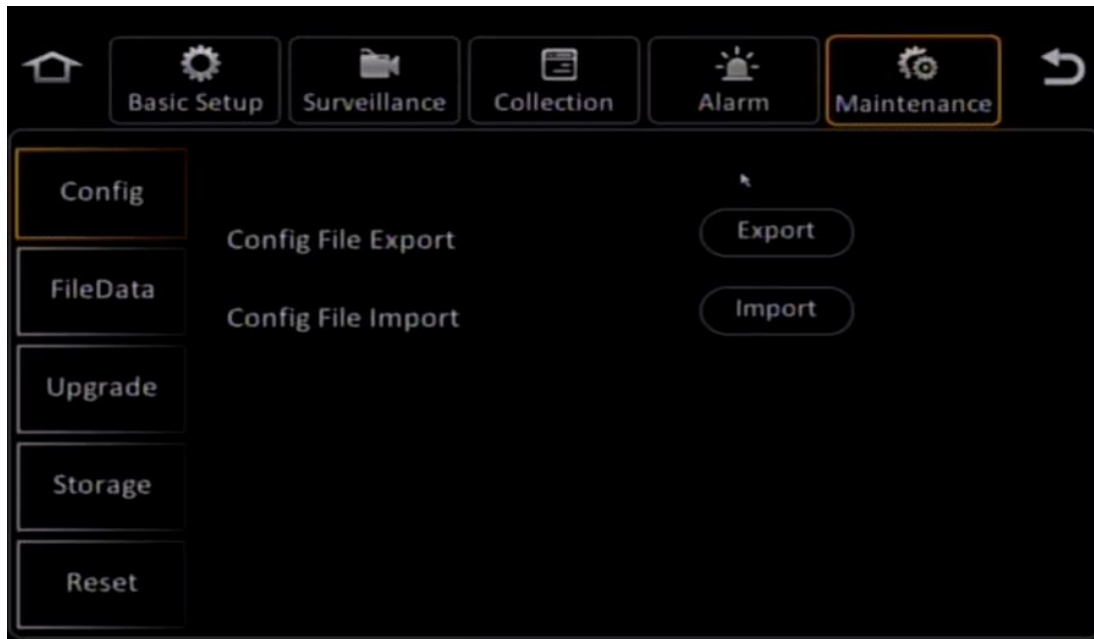 Basic Setup
Surveillance
Collection
Alarm
Maintenance
Config
Config File Export
Export
FileData
Config File Import
Import
Upgrade
Storage
Reset